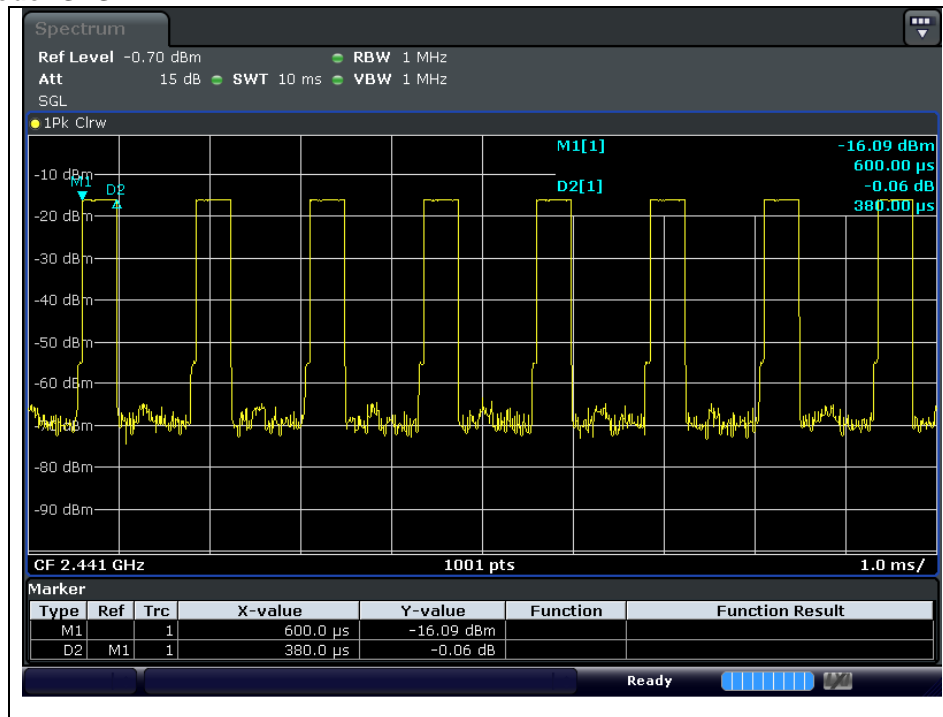 Spectrum
Ref Level -0.70 dBm RBW 1 MHz
Att 15 dB SWT 10 ms VBW 1 MHz
SGL
1Pk Clrw
M1[1] -16.09 dBm
600.00 µs
D2[1] -0.06 dB
380.00 µs
-10 dBm
M1 D2
-20 dBm
-30 dBm
-40 dBm
-50 dBm
-60 dBm
-70 dBm
-80 dBm
-90 dBm
CF 2.441 GHz 1001 pts 1.0 ms/
Marker
Type Ref Trc X-value Y-value Function Function Result
M1 1 600.0 µs -16.09 dBm
D2 M1 1 380.0 µs -0.06 dB
Ready